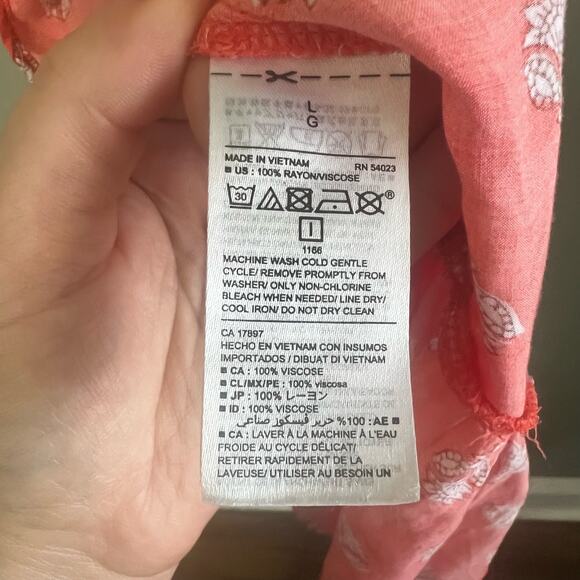 L
G
MADE IN VIETNAM RN 54023
■ US : 100% RAYON/VISCOSE
30 ®
I
1166
MACHINE WASH COLD GENTLE
CYCLE/ REMOVE PROMPTLY FROM
WASHER/ ONLY NON-CHLORINE
BLEACH WHEN NEEDED/ LINE DRY/
COOL IRON/ DO NOT DRY CLEAN
CA 17897
HECHO EN VIETNAM CON INSUMOS
IMPORTADOS / DIBUAT DI VIETNAM
■ CA : 100% VISCOSE
■ CL/MX/PE : 100% viscosa
■ JP : 100% レーヨン
■ ID : 100% VISCOSE
■ AE : 100% حرير فيسكوز صناعي
■ CA : LAVER À LA MACHINE À L'EAU
FROIDE AU CYCLE DÉLICAT/
RETIRER RAPIDEMENT DE LA
LAVEUSE/ UTILISER AU BESOIN UN